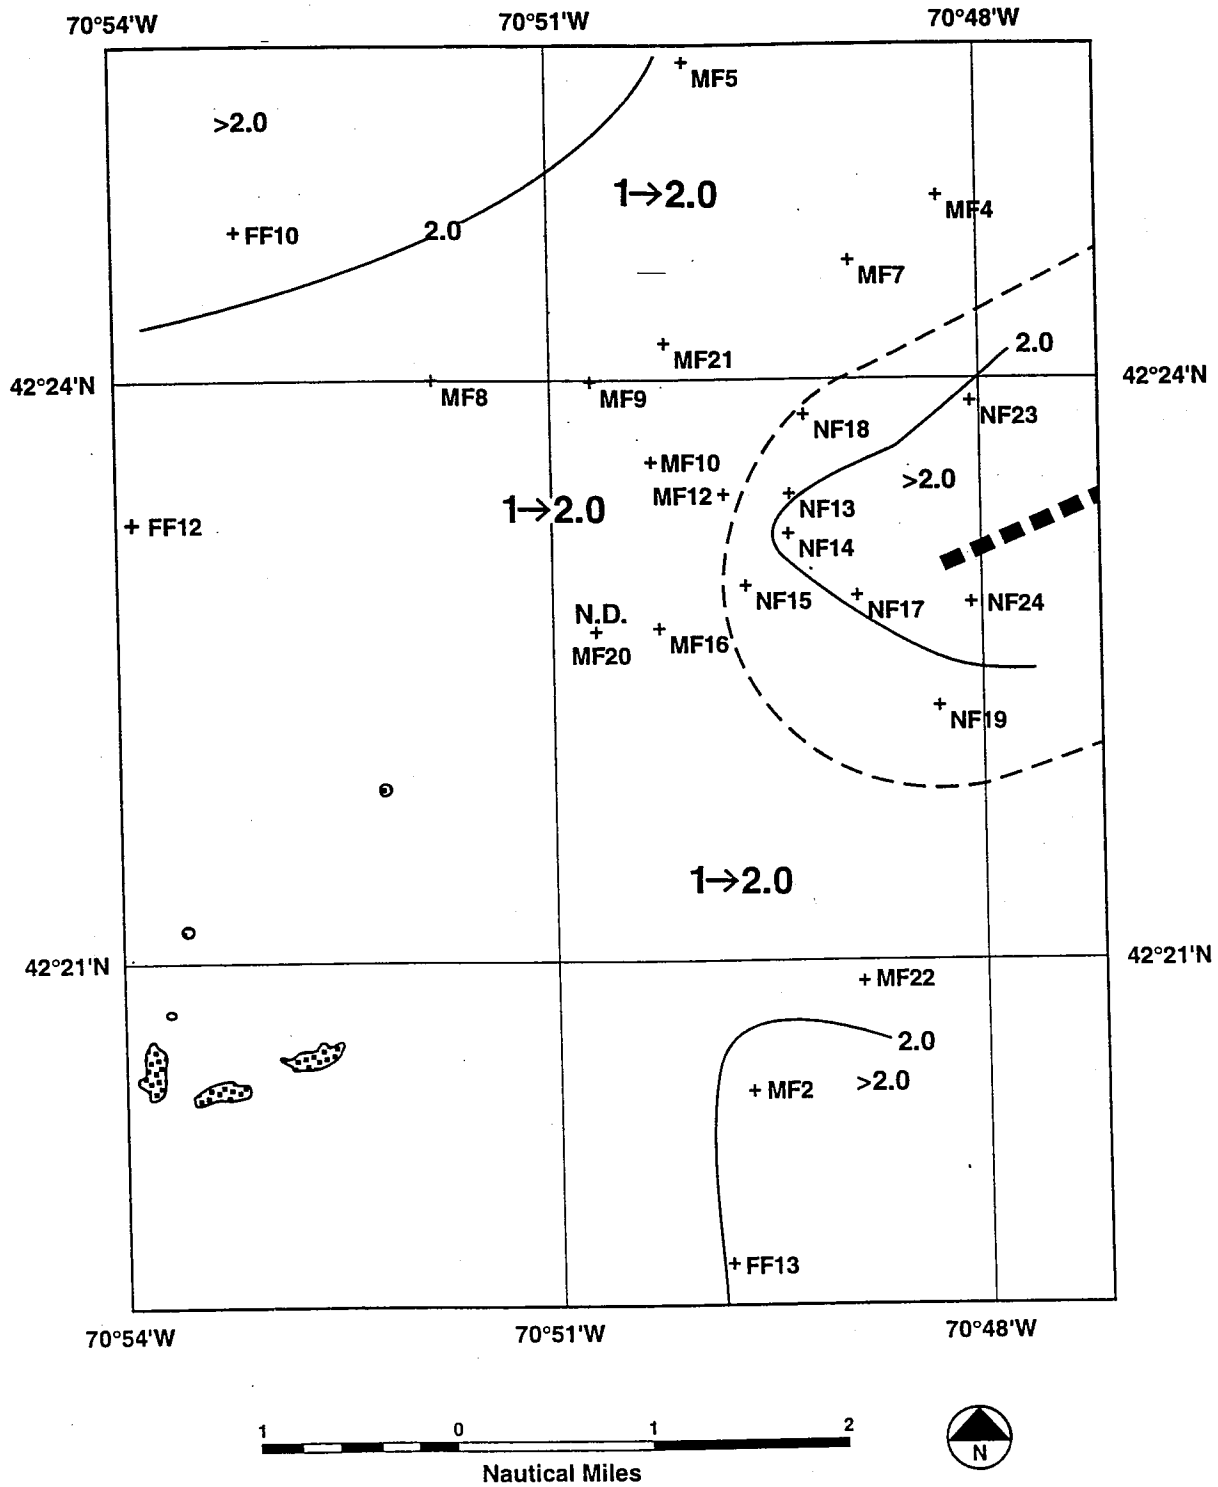 70°54'W 70°51'W 70°48'W
MF5
>2.0
1→2.0
MF4
FF10
2.0
MF7
2.0
MF21
42°24'N
42°24'N
MF8
MF9
NF23
NF18
MF10
>2.0
MF12
NF13
1→2.0
FF12
NF14
NF15
NF17
NF24
N.D.
MF16
MF20
NF19
1→2.0
42°21'N
42°21'N
MF22
2.0
>2.0
MF2
FF13
70°54'W 70°51'W 70°48'W
1 0 1 2
N
Nautical Miles